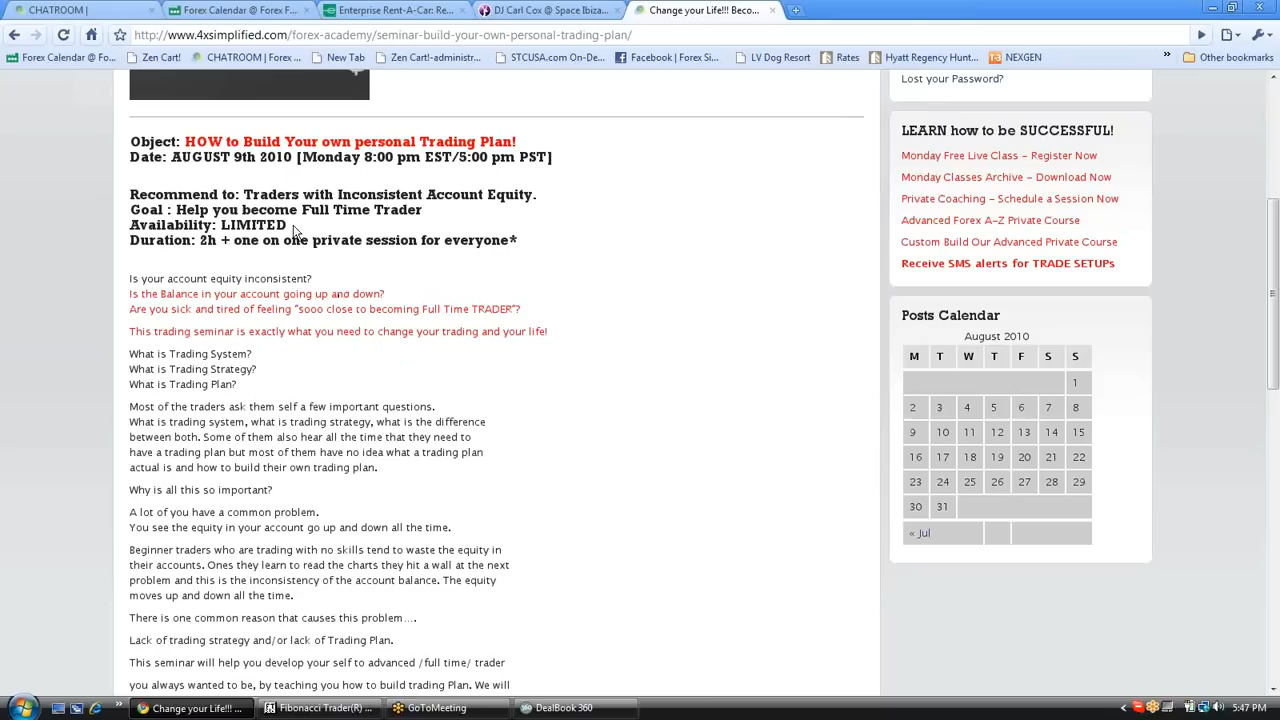 CHATROOM |
Forex Calendar @ Forex F...
Enterprise Rent-A-Car: Re...
DJ Carl Cox @ Space Ibiza...
Change your Life!!! Beco...
http://www.4xsimplified.com/forex-academy/seminar-build-your-own-personal-trading-plan/
Forex Calendar @ Fo...
Zen Cart!
CHATROOM | Forex ...
New Tab
Zen Cart!-administr...
STCUSA.com On-De...
Facebook | Forex Si...
LV Dog Resort
Rates
Hyatt Regency Hunt...
NEXGEN
»
Other bookmarks
Object: HOW to Build Your own personal Trading Plan!
Date: AUGUST 9th 2010 [Monday 8:00 pm EST/5:00 pm PST]
Recommend to: Traders with Inconsistent Account Equity.
Goal : Help you become Full Time Trader
Availability: LIMITED
Duration: 2h + one on one private session for everyone*
Is your account equity inconsistent?
Is the Balance in your account going up and down?
Are you sick and tired of feeling "sooo close to becoming Full Time TRADER"?
This trading seminar is exactly what you need to change your trading and your life!
What is Trading System?
What is Trading Strategy?
What is Trading Plan?
Most of the traders ask them self a few important questions.
What is trading system, what is trading strategy, what is the difference
between both. Some of them also hear all the time that they need to
have a trading plan but most of them have no idea what a trading plan
actual is and how to build their own trading plan.
Why is all this so important?
A lot of you have a common problem.
You see the equity in your account go up and down all the time.
Beginner traders who are trading with no skills tend to waste the equity in
their accounts. Ones they learn to read the charts they hit a wall at the next
problem and this is the inconsistency of the account balance. The equity
moves up and down all the time.
There is one common reason that causes this problem....
Lack of trading strategy and/or lack of Trading Plan.
This seminar will help you develop your self to advanced /full time/ trader
you always wanted to be, by teaching you how to build trading Plan. We will
Lost your Password?
LEARN how to be SUCCESSFUL!
Monday Free Live Class – Register Now
Monday Classes Archive – Download Now
Private Coaching – Schedule a Session Now
Advanced Forex A-Z Private Course
Custom Build Our Advanced Private Course
Receive SMS alerts for TRADE SETUPs
Posts Calendar
August 2010
M T W T F S S
1
2 3 4 5 6 7 8
9 10 11 12 13 14 15
16 17 18 19 20 21 22
23 24 25 26 27 28 29
30 31
« Jul
Change your Life!!! ...
Fibonacci Trader(R) ...
GoToMeeting
DealBook 360
5:47 PM